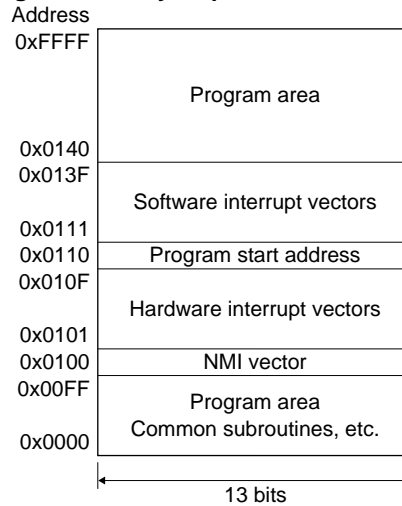 Address
0xFFFF
Program area
0x0140
0x013F
Software interrupt vectors
0x0111
0x0110
Program start address
0x010F
Hardware interrupt vectors
0x0101
0x0100
NMI vector
0x00FF
Program area
Common subroutines, etc.
0x0000
13 bits